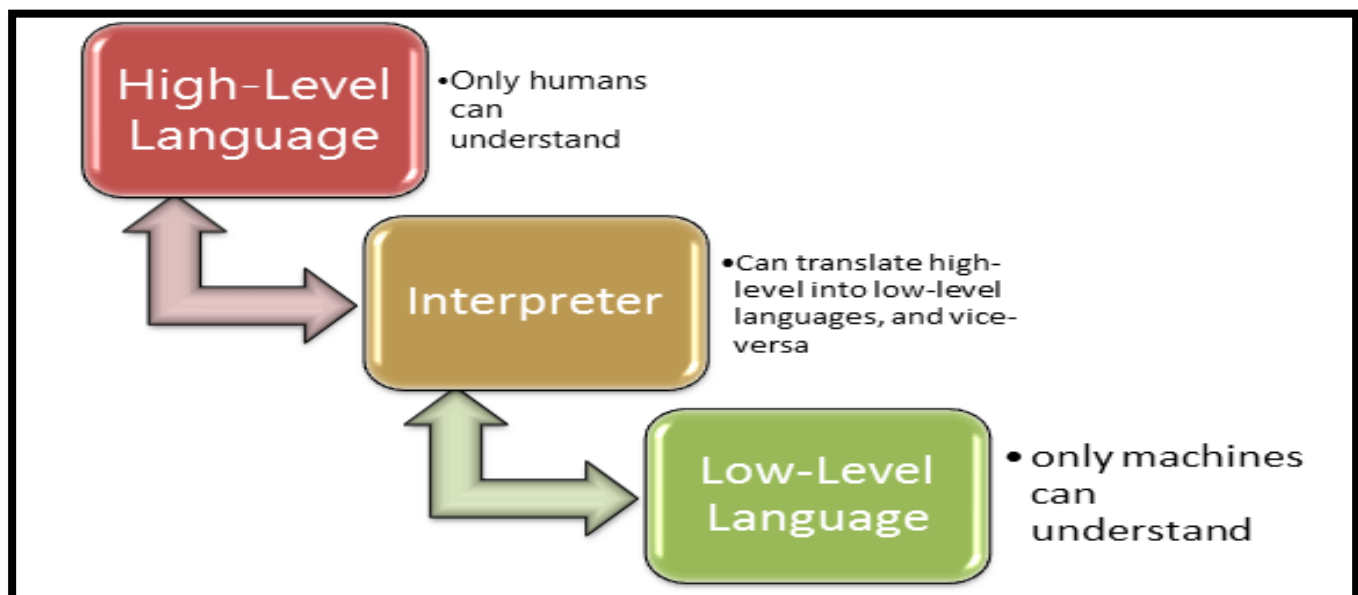 High-Level
Language
•Only humans
can
understand
Interpreter
•Can translate high-
level into low-level
languages, and vice-
versa
Low-Level
Language
• only machines
can
understand